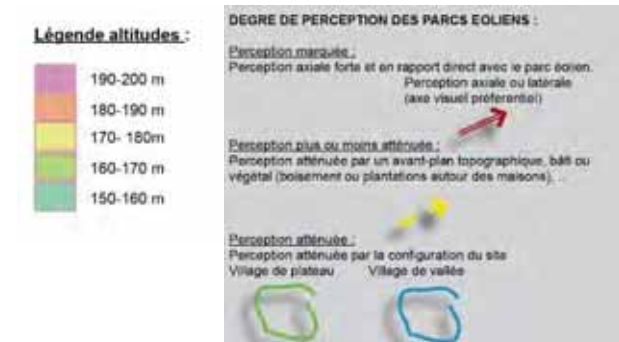 Légende altitudes :
190-200 m
180-190 m
170- 180m
160-170 m
150-160 m
DEGRE DE PERCEPTION DES PARCS EOLIENS :
Perception marquée :
Perception axiale forte et en rapport direct avec le parc éolien.
Perception axiale ou latérale
(axe visuel préférentiel)
Perception plus ou moins atténuée :
Perception atténuée par un avant-plan topographique, bâti ou
végétal (boisement ou plantations autour des maisons), ...
Perception atténuée :
Perception atténuée par la configuration du site
Village de plateau Village de vallée